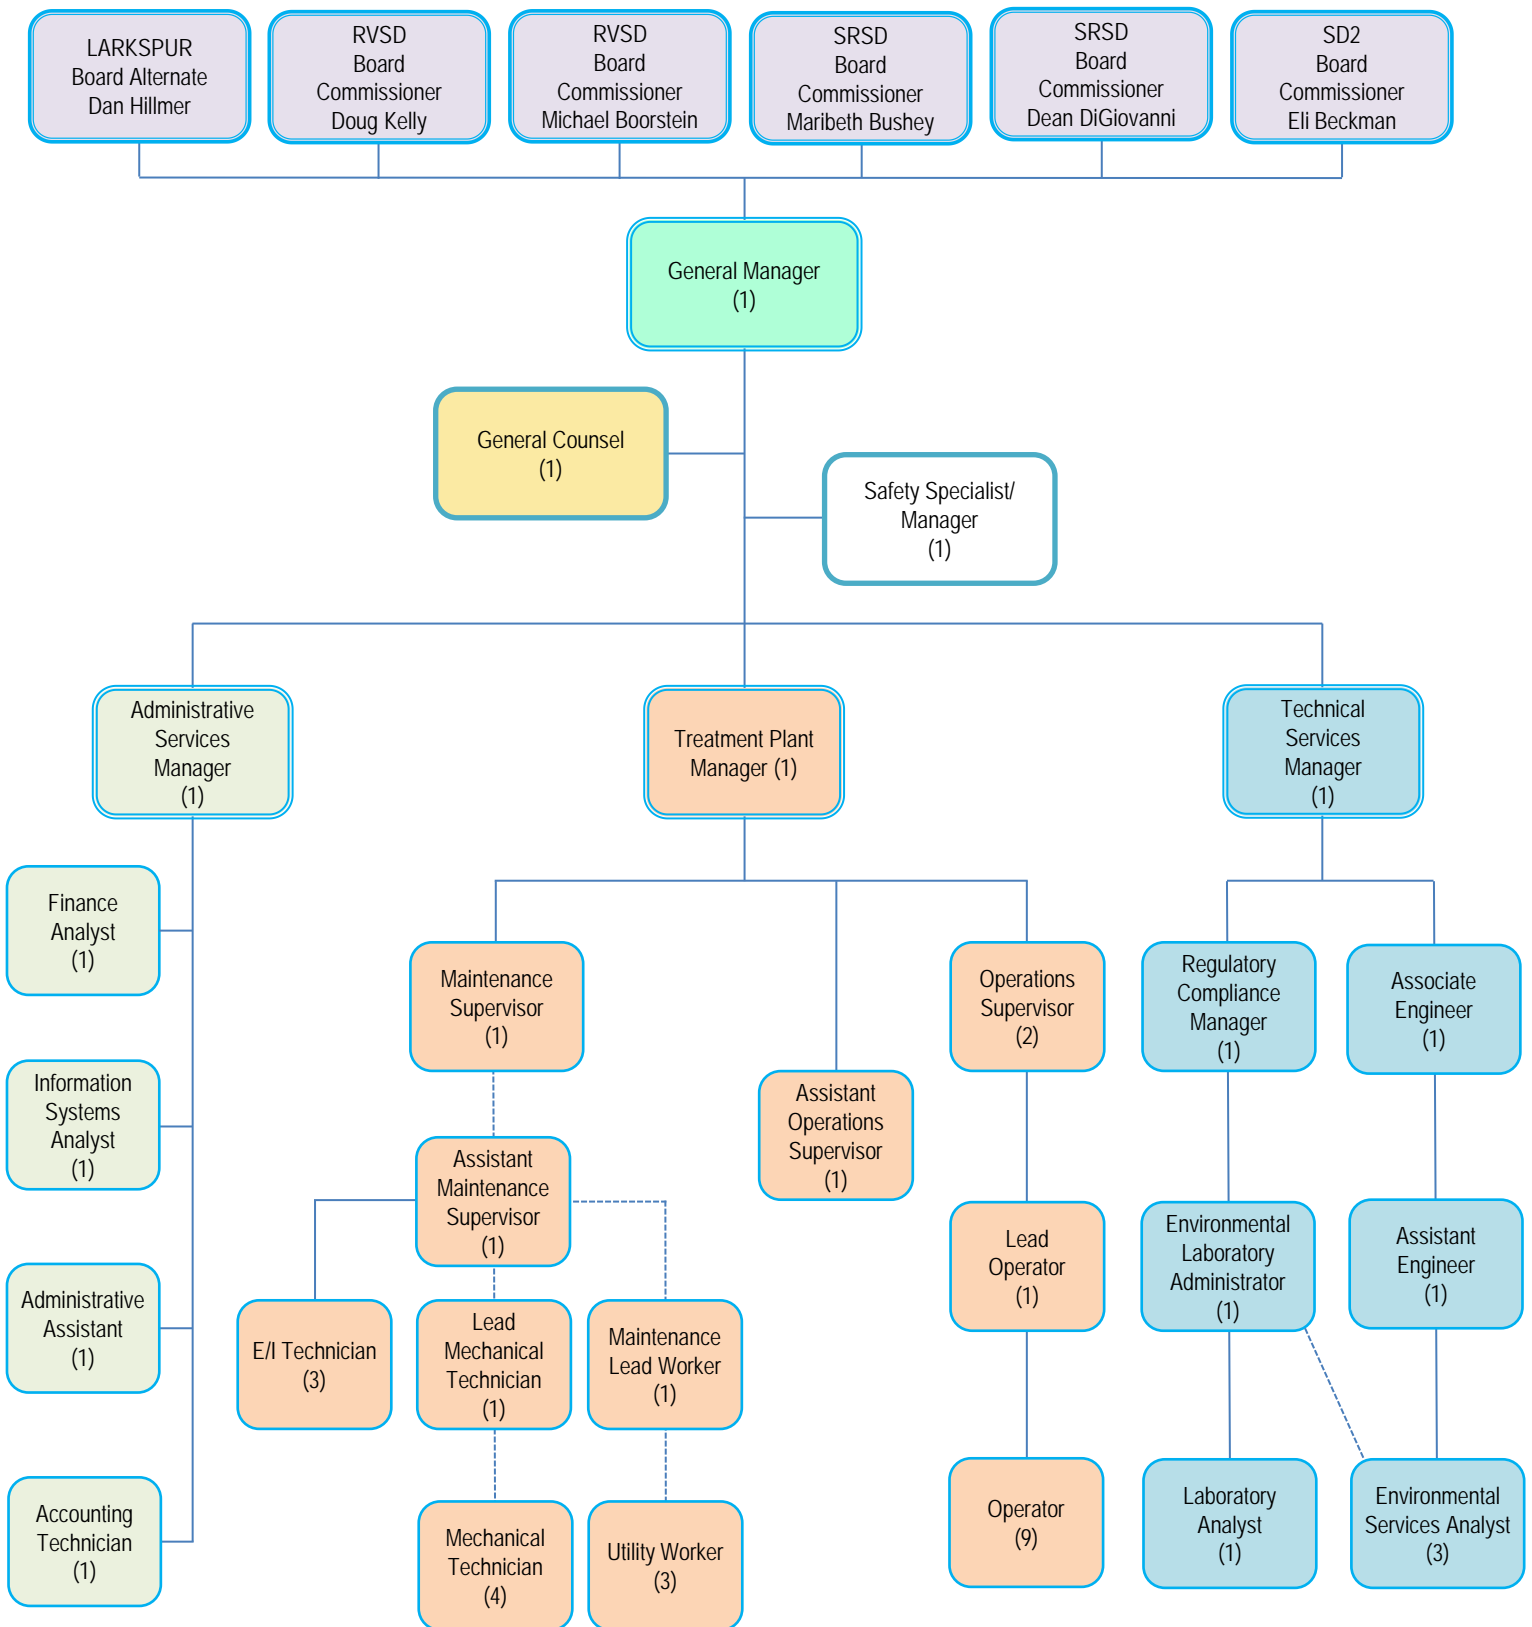 LARKSPUR
Board Alternate
Dan Hillmer
RVSD
Board
Commissioner
Doug Kelly
RVSD
Board
Commissioner
Michael Boorstein
SRSD
Board
Commissioner
Maribeth Bushey
SRSD
Board
Commissioner
Dean DiGiovanni
SD2
Board
Commissioner
Eli Beckman
General Manager
(1)
General Counsel
(1)
Safety Specialist/
Manager
(1)
Administrative
Services
Manager
(1)
Treatment Plant
Manager (1)
Technical
Services
Manager
(1)
Finance
Analyst
(1)
Information
Systems
Analyst
(1)
Administrative
Assistant
(1)
Accounting
Technician
(1)
Maintenance
Supervisor
(1)
Assistant
Maintenance
Supervisor
(1)
E/I Technician
(3)
Lead
Mechanical
Technician
(1)
Maintenance
Lead Worker
(1)
Mechanical
Technician
(4)
Utility Worker
(3)
Assistant
Operations
Supervisor
(1)
Operations
Supervisor
(2)
Lead
Operator
(1)
Operator
(9)
Regulatory
Compliance
Manager
(1)
Environmental
Laboratory
Administrator
(1)
Laboratory
Analyst
(1)
Associate
Engineer
(1)
Assistant
Engineer
(1)
Environmental
Services Analyst
(3)